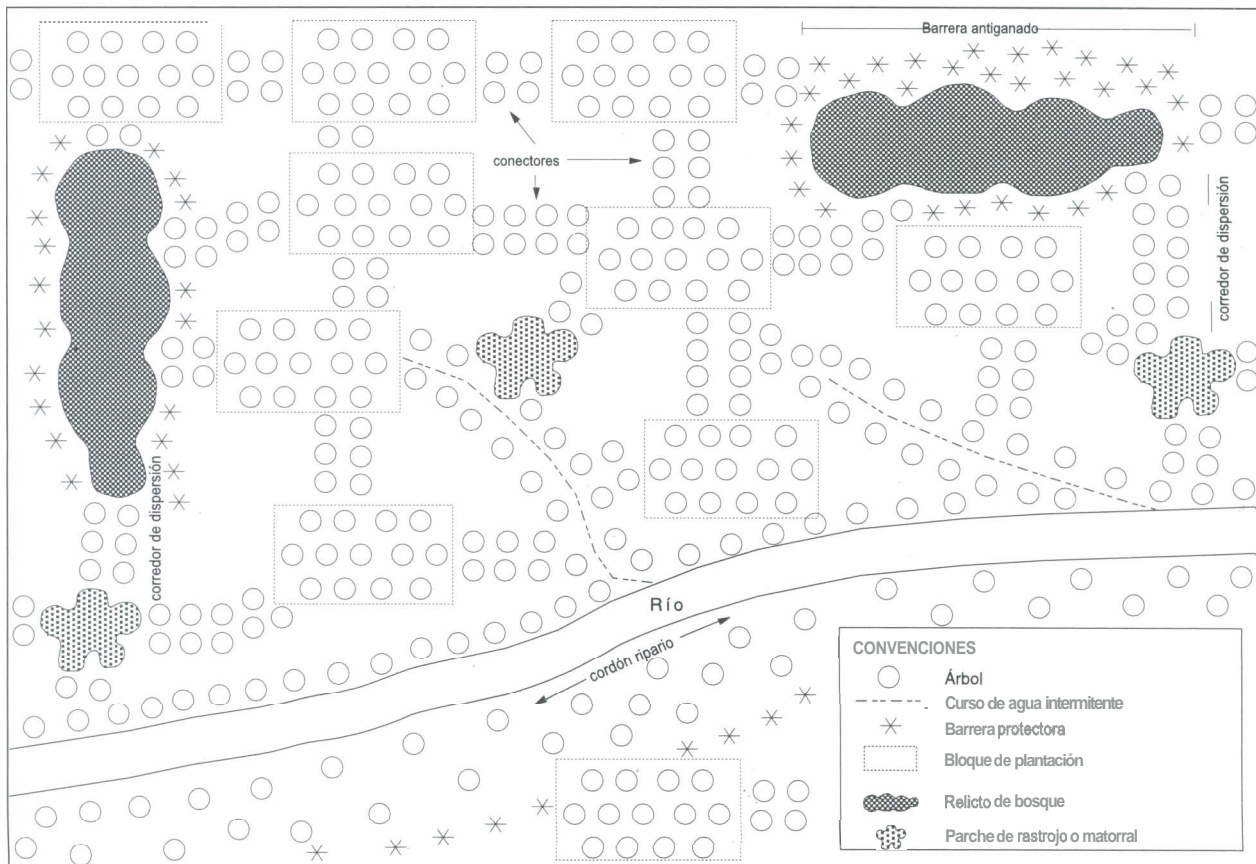 Barrera antiganado
conectores
corredor de dispersión
corredor de dispersión
Río
cordón ripario
CONVENCIONES
Árbol
Curso de agua intermitente
Barrera protectora
Bloque de plantación
Relicto de bosque
Parche de rastrojo o matorral